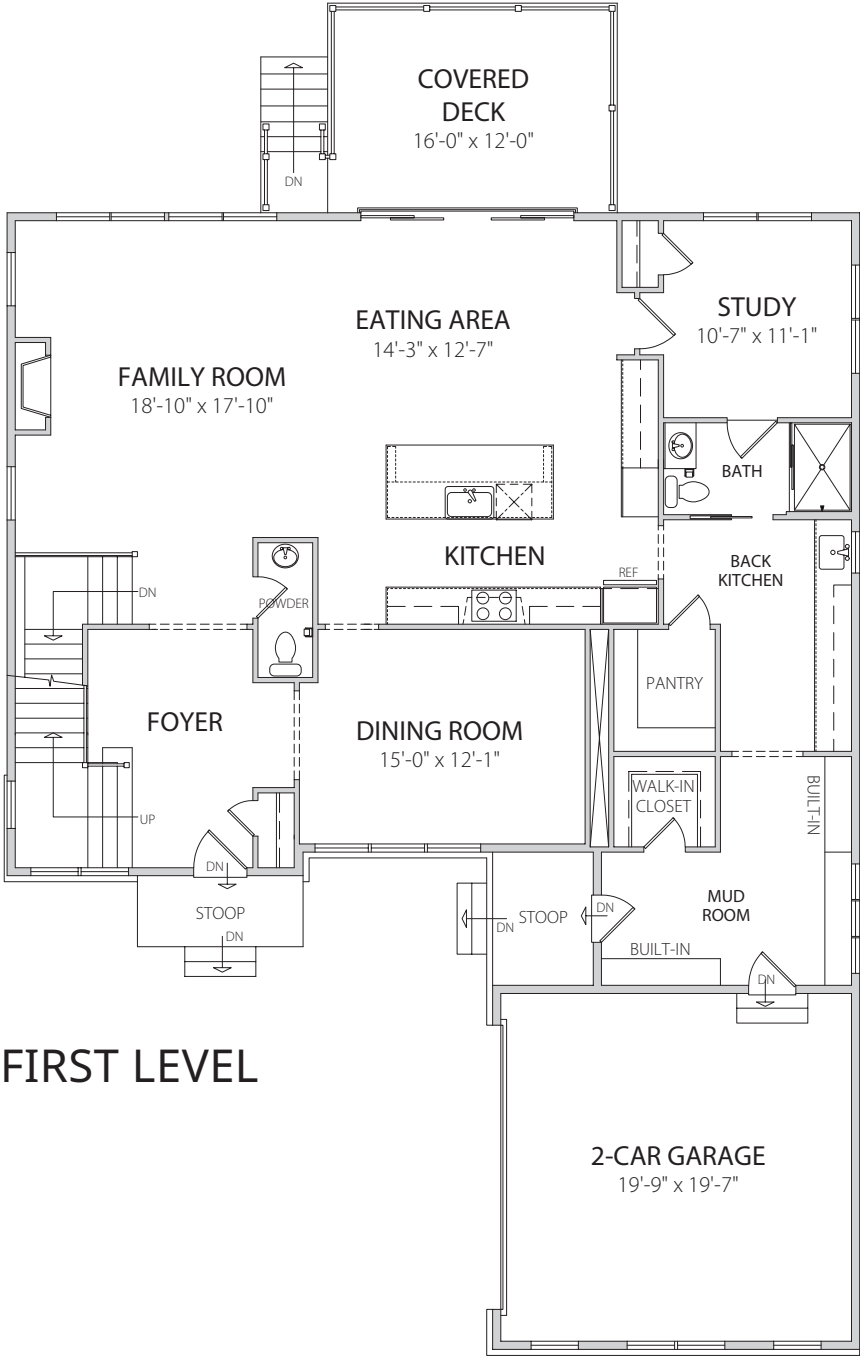 COVERED
DECK
16'-0" x 12'-0"
DN
EATING AREA
14'-3" x 12'-7"
STUDY
10'-7" x 11'-1"
FAMILY ROOM
18'-10" x 17'-10"
BATH
KITCHEN
BACK
KITCHEN
REF
DN
POWDER
PANTRY
FOYER
DINING ROOM
15'-0" x 12'-1"
WALK-IN
CLOSET
BUILT-IN
UP
DN
STOOP
DN
MUD
ROOM
DN
STOOP
DN
BUILT-IN
DN
FIRST LEVEL
2-CAR GARAGE
19'-9" x 19'-7"